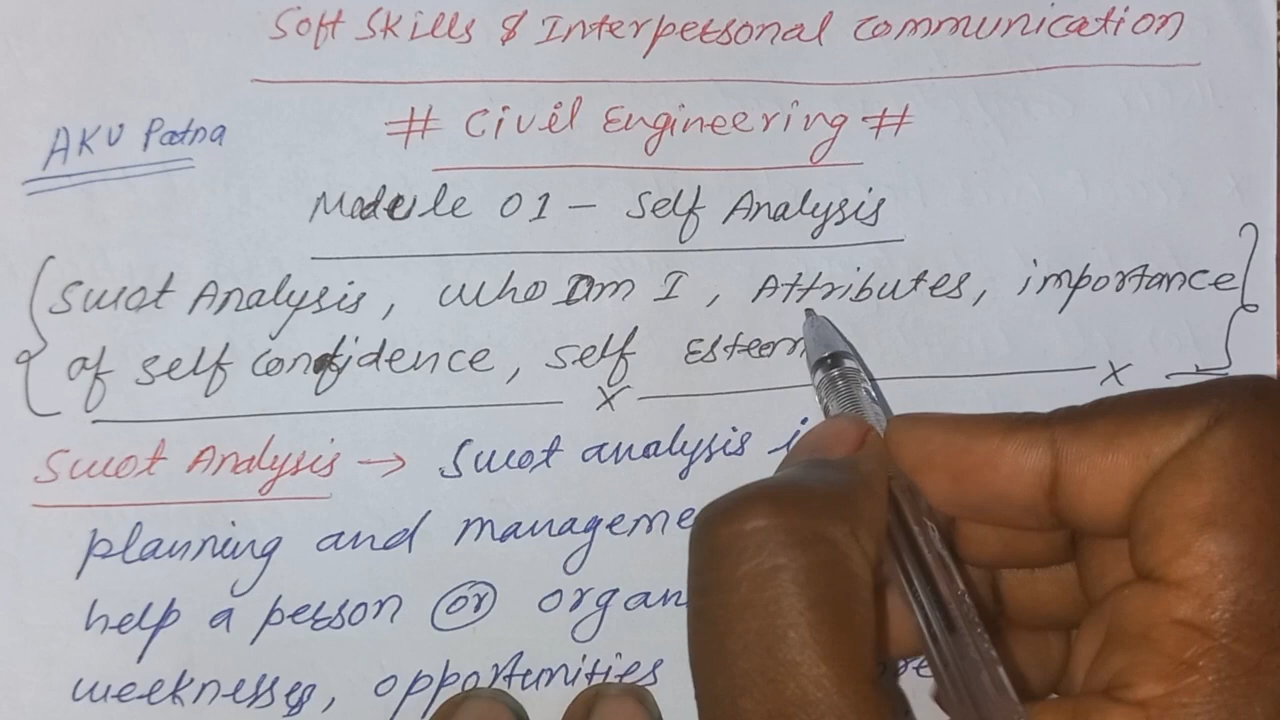 Soft Skills & Interpersonal Communication
# Civil Engineering #
AKU Patna
Module 01 - Self Analysis
Swot Analysis, Who Am I, Attributes, importance
of self confidence, Self Esteem
Swot Analysis → Swot analysis
planning and manageme
help a person or organ
weeknesses, opportunities